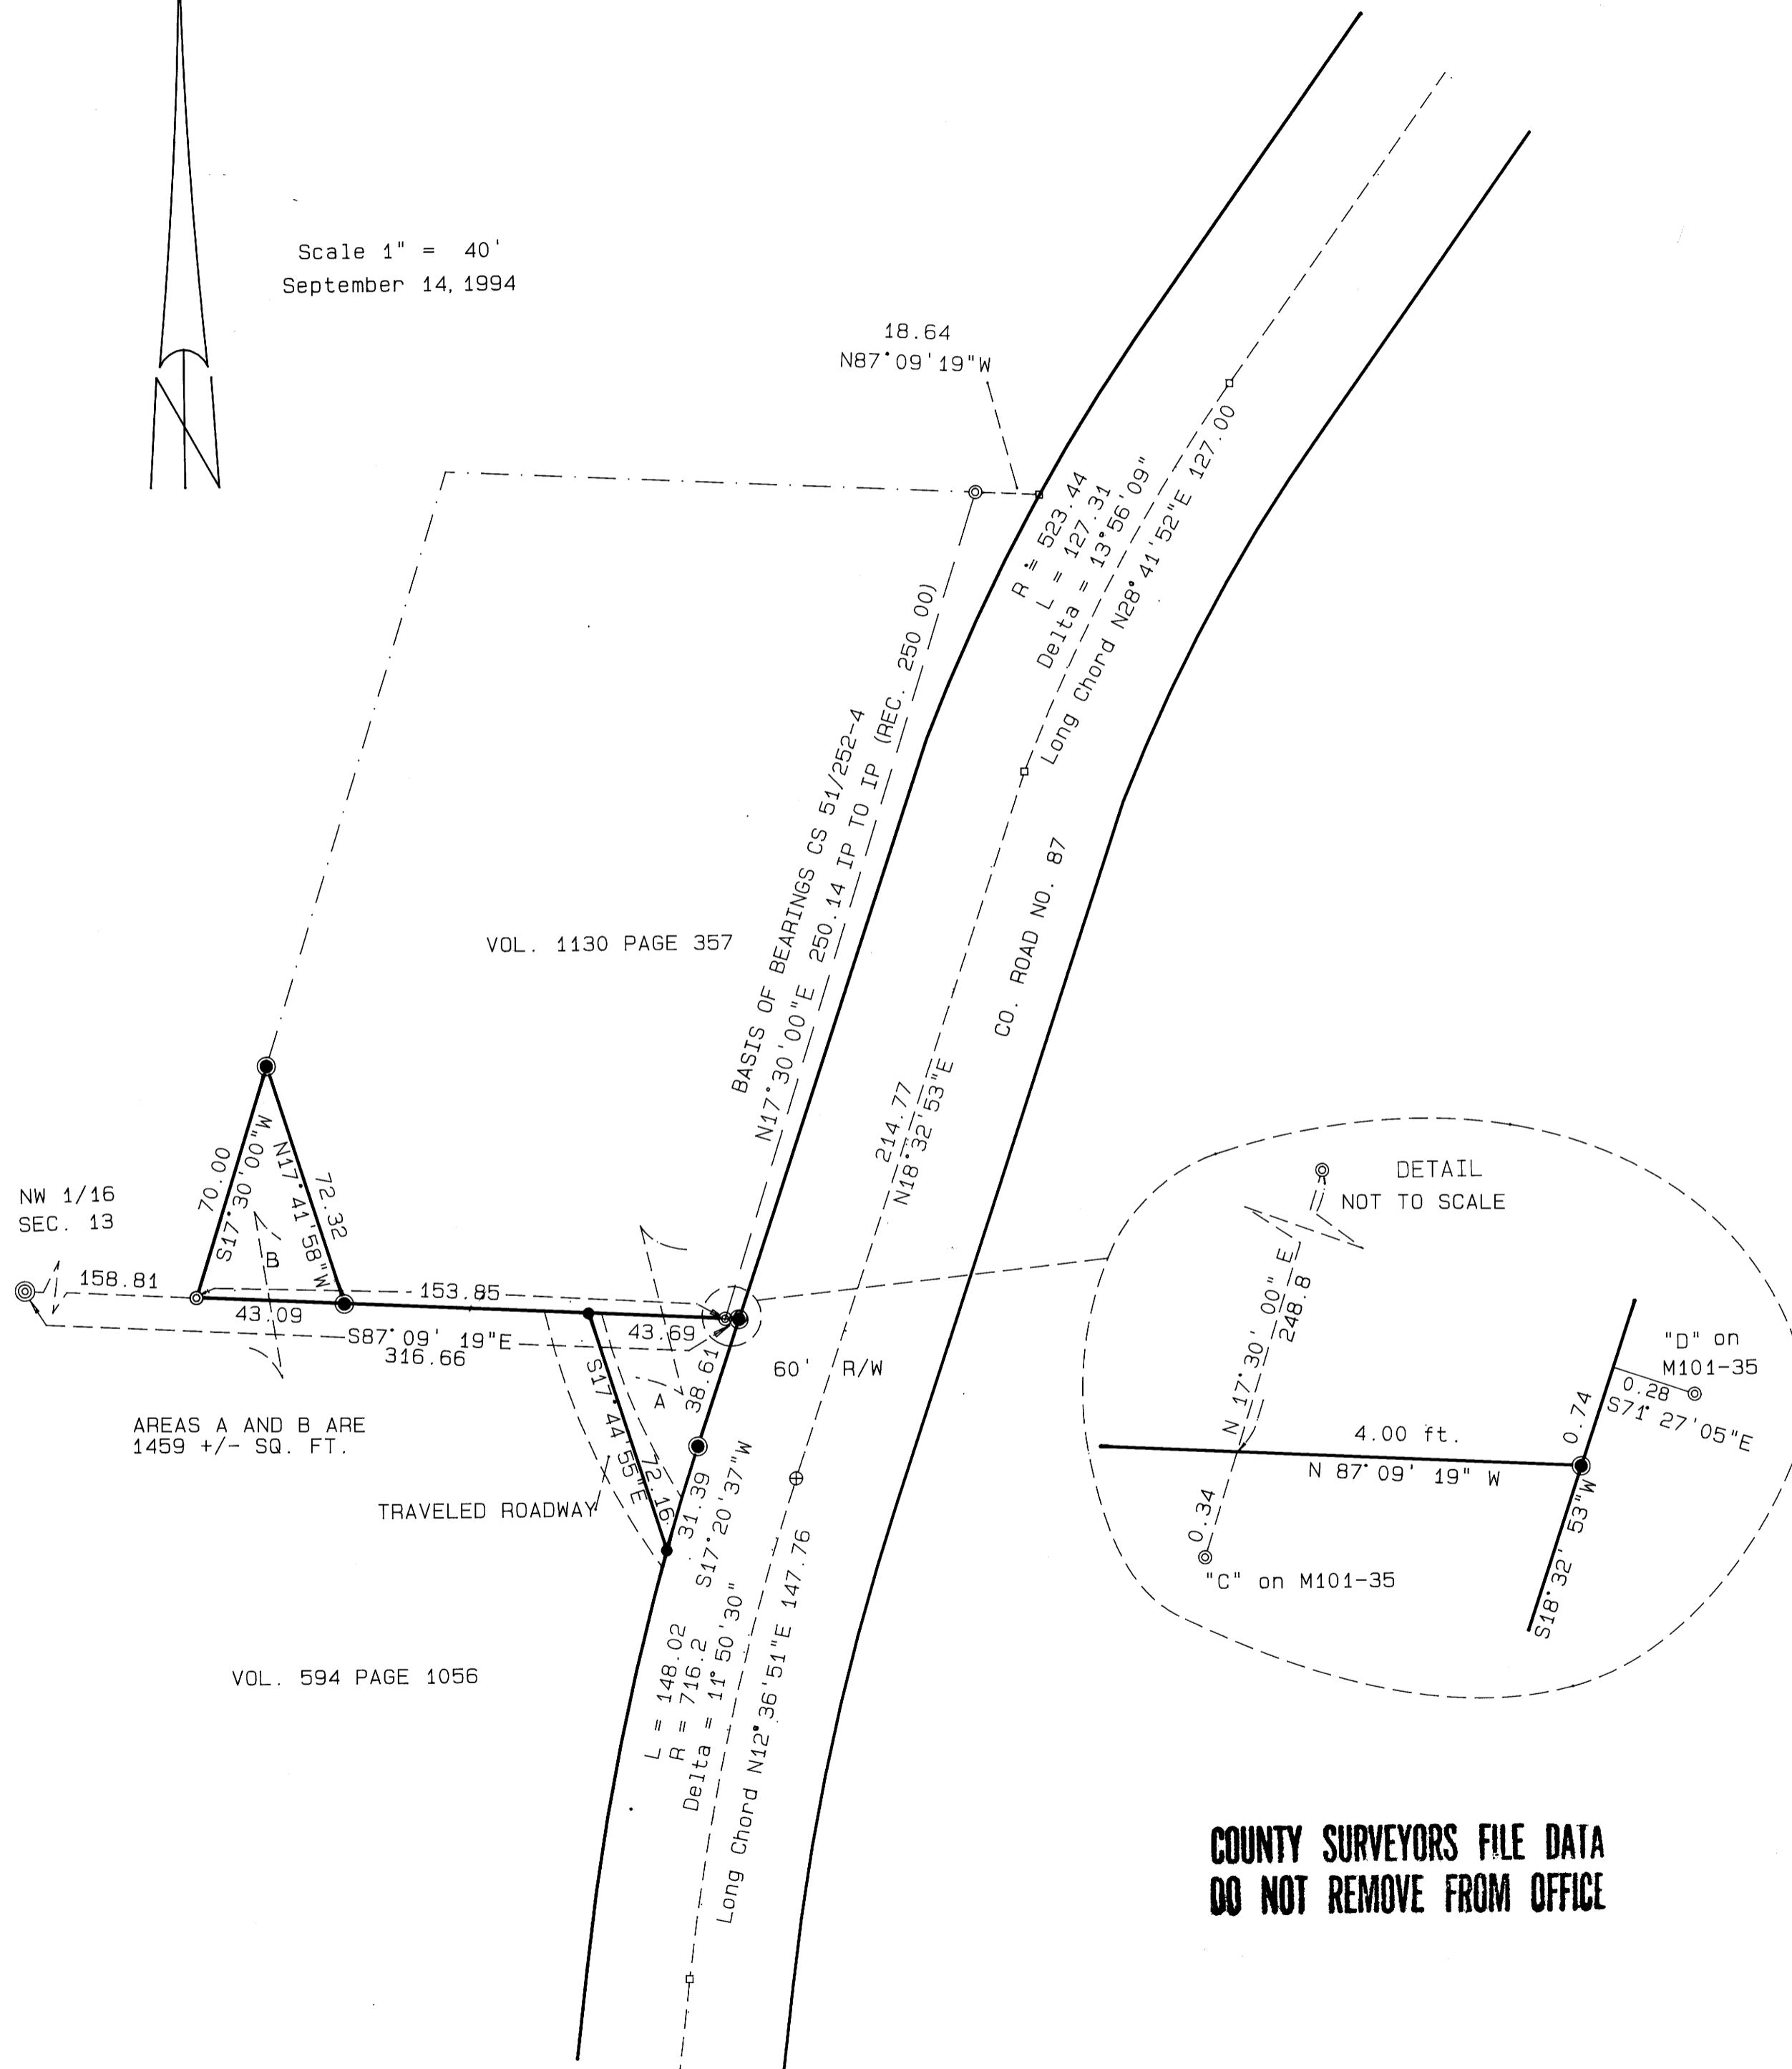 Scale 1" = 40'
September 14, 1994
N
18.64
N87°09'19"W
R = 523.44
L = 127.31
Delta = 13°56'09"
Long Chord N28°41'52"E 127.00
BASIS OF BEARINGS CS 51/252-4
N17°30'00"E 250.14 IP TO IP (REC. 250 00)
VOL. 1130 PAGE 357
CO. ROAD NO. 87
214.77
N18°32'53"E
NW 1/16
SEC. 13
70.00
S17°30'00"W
N17°41'58"W
72.32
B
158.81
153.85
43.09
S87°09' 19"E
316.66
43.69
38.61
A
60' R/W
AREAS A AND B ARE
1459 +/- SQ. FT.
S17°44'55"E
72.16
TRAVELED ROADWAY
31.39
S17°20'37"W
VOL. 594 PAGE 1056
L = 148.02
R = 716.2
Delta = 11°50'30"
Long Chord N12°36'51"E 147.76
DETAIL
NOT TO SCALE
N 17°30' 00" E
248.8
"D" on
M101-35
0.28
S71°27'05"E
0.74
4.00 ft.
N 87°09' 19" W
0.34
"C" on M101-35
S18°32' 53"W
COUNTY SURVEYORS FILE DATA
DO NOT REMOVE FROM OFFICE